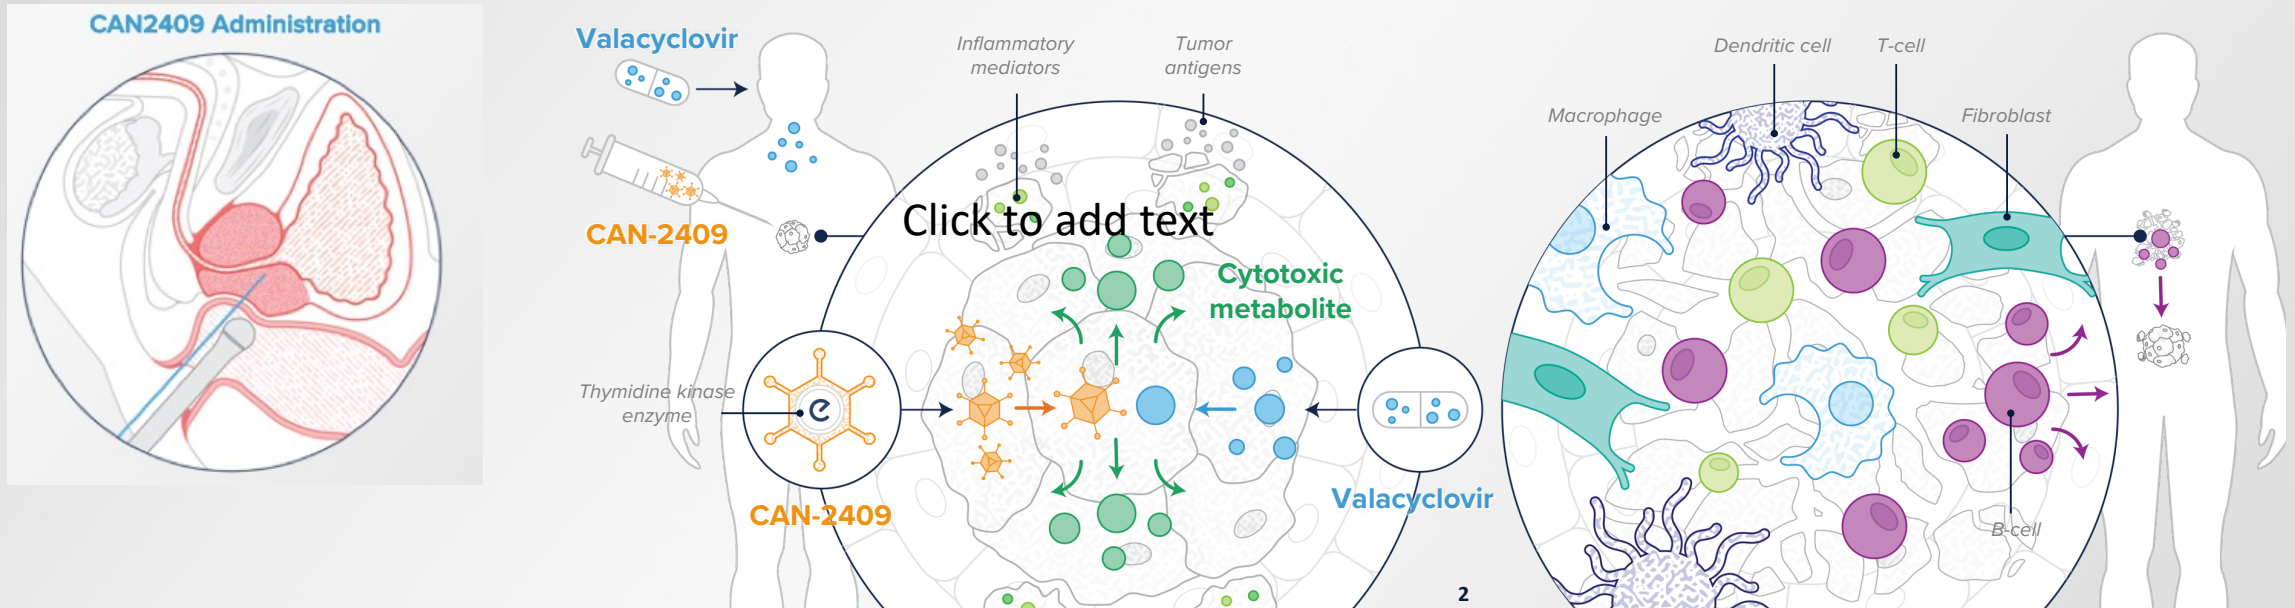 CAN2409 Administration
Valacyclovir
CAN-2409
Thymidine kinase
enzyme
e
CAN-2409
Inflammatory
mediators
Tumor
antigens
Click to add text
Cytotoxic
metabolite
Valacyclovir
2
Macrophage
Dendritic cell
T-cell
Fibroblast
B-cell